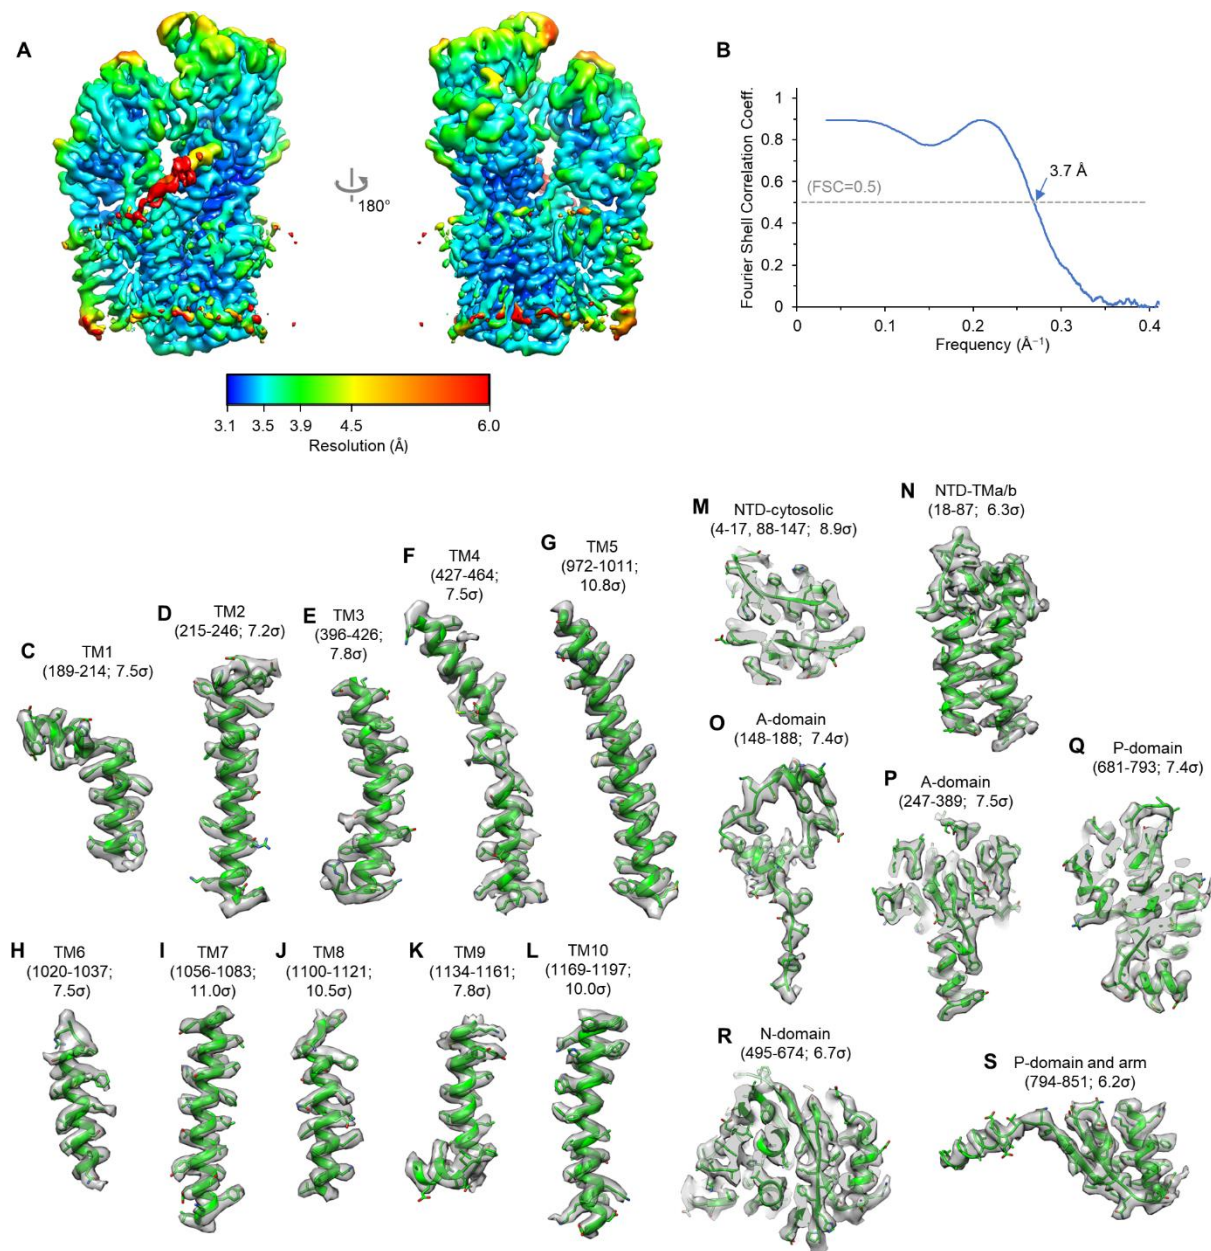 A
180°
3.1 3.5 3.9 4.5 6.0
Resolution (Å)
B
Fourier Shell Correlation Coeff.
1
0.8
0.6
0.4
0.2
0
(FSC=0.5)
3.7 Å
0 0.1 0.2 0.3 0.4
Frequency (Å⁻¹)
C TM1
(189-214; 7.5σ)
D TM2
(215-246; 7.2σ)
E TM3
(396-426;
7.8σ)
F TM4
(427-464;
7.5σ)
G TM5
(972-1011;
10.8σ)
H TM6
(1020-1037;
7.5σ)
I TM7
(1056-1083;
11.0σ)
J TM8
(1100-1121;
10.5σ)
K TM9
(1134-1161;
7.8σ)
L TM10
(1169-1197;
10.0σ)
M NTD-cytosolic
(4-17, 88-147; 8.9σ)
N NTD-TMa/b
(18-87; 6.3σ)
O A-domain
(148-188; 7.4σ)
P A-domain
(247-389; 7.5σ)
Q P-domain
(681-793; 7.4σ)
R N-domain
(495-674; 6.7σ)
S P-domain and arm
(794-851; 6.2σ)